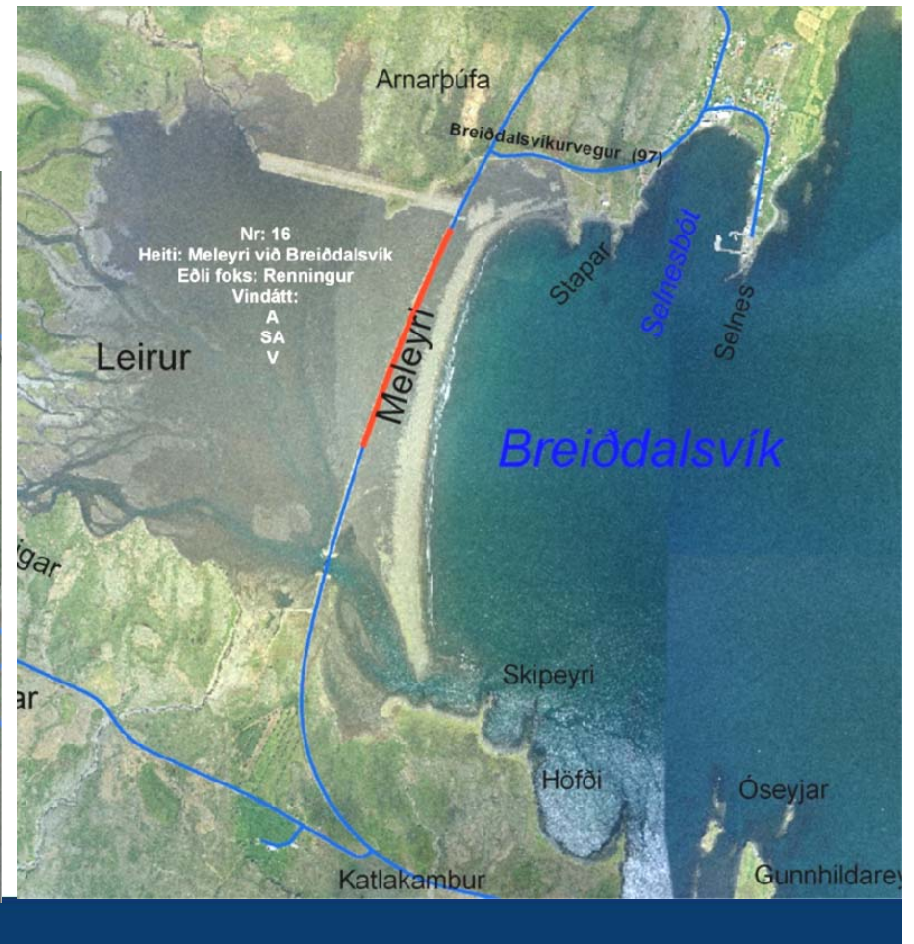 Arnarþúfa
Breiðdalsvíkurvegur (97)
Nr: 16
Heiti: Meleyri við Breiðdalsvík
Eðli foks: Renningur
Vindátt:
A
SA
V
Stapar
Selnesbót
Selnes
Leirur
Meleyri
Breiðdalsvík
igar
Skipeyri
ar
Höfði
Óseyjar
Katlakambur
Gunnhildarey